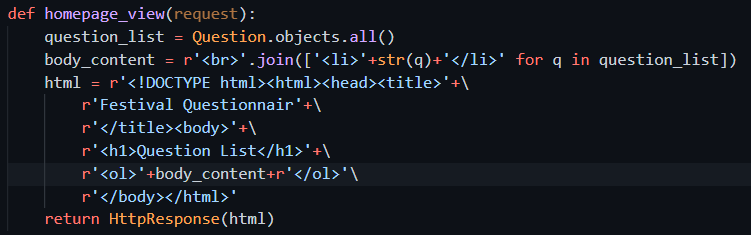 def homepage_view(request):
    question_list = Question.objects.all()
    body_content = r'<br>'.join(['<li>'+str(q)+'</li>' for q in question_list])
    html = r'<!DOCTYPE html><html><head><title>'+\
        r'Festival Questionnair'+\
        r'</title><body>'+\
        r'<h1>Question List</h1>'+\
        r'<ol>'+body_content+r'</ol>'\
        r'</body></html>'
    return HttpResponse(html)